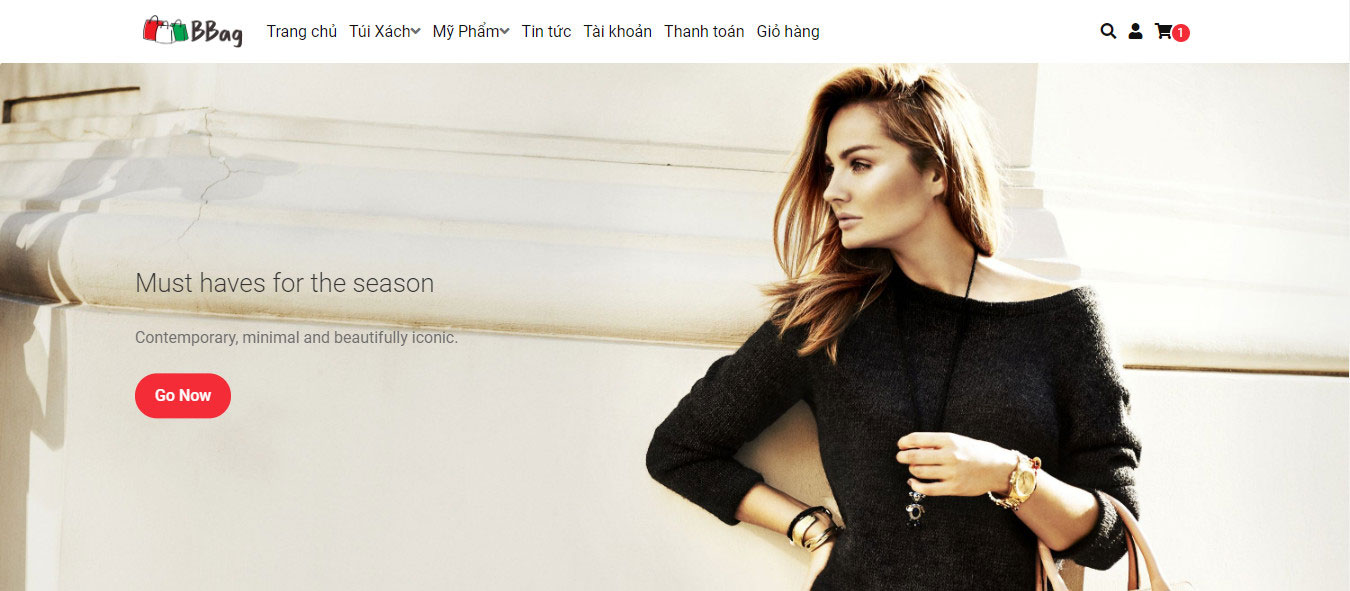 BBag Trang chủ Túi Xách Mỹ Phẩm Tin tức Tài khoản Thanh toán Giỏ hàng 1
Must haves for the season
Contemporary, minimal and beautifully iconic.
Go Now